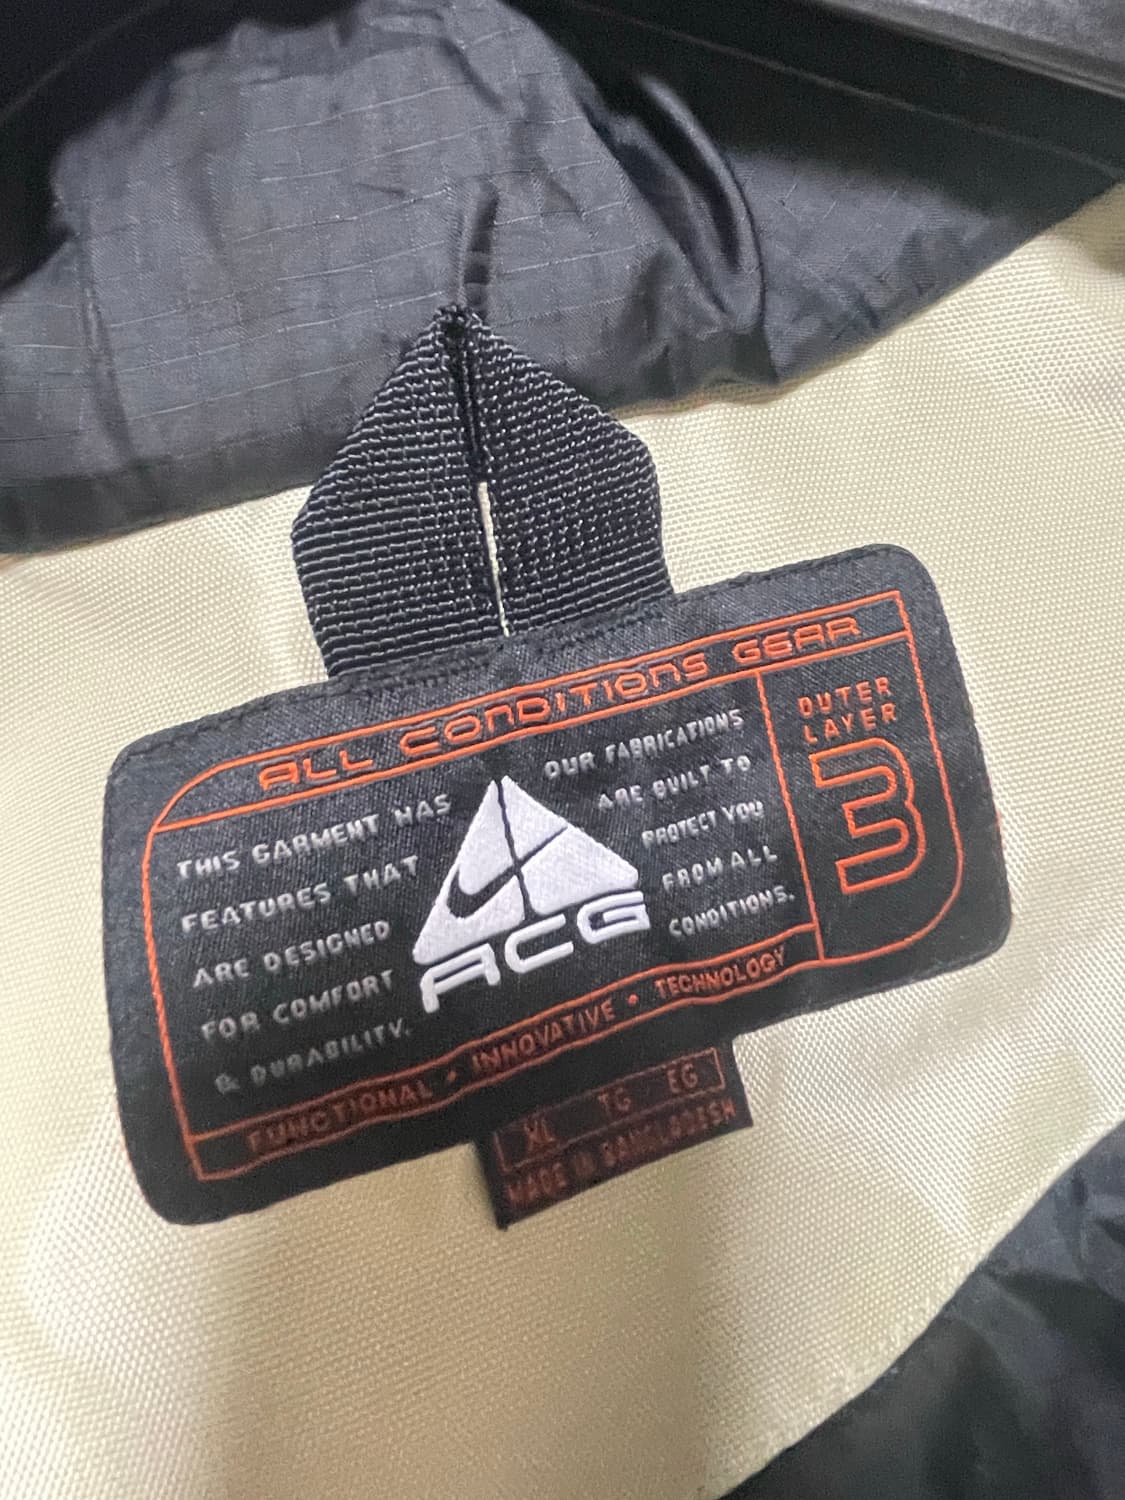 ALL CONDITIONS GEAR
THIS GARMENT HAS
FEATURES THAT
ARE DESIGNED
FOR COMFORT
& DURABILITY.
ACG
OUR FABRICATIONS
ARE BUILT TO
PROTECT YOU
FROM ALL
CONDITIONS.
OUTER
LAYER
3
FUNCTIONAL • INNOVATIVE • TECHNOLOGY
XL TG EG
MADE IN BANGLADESH